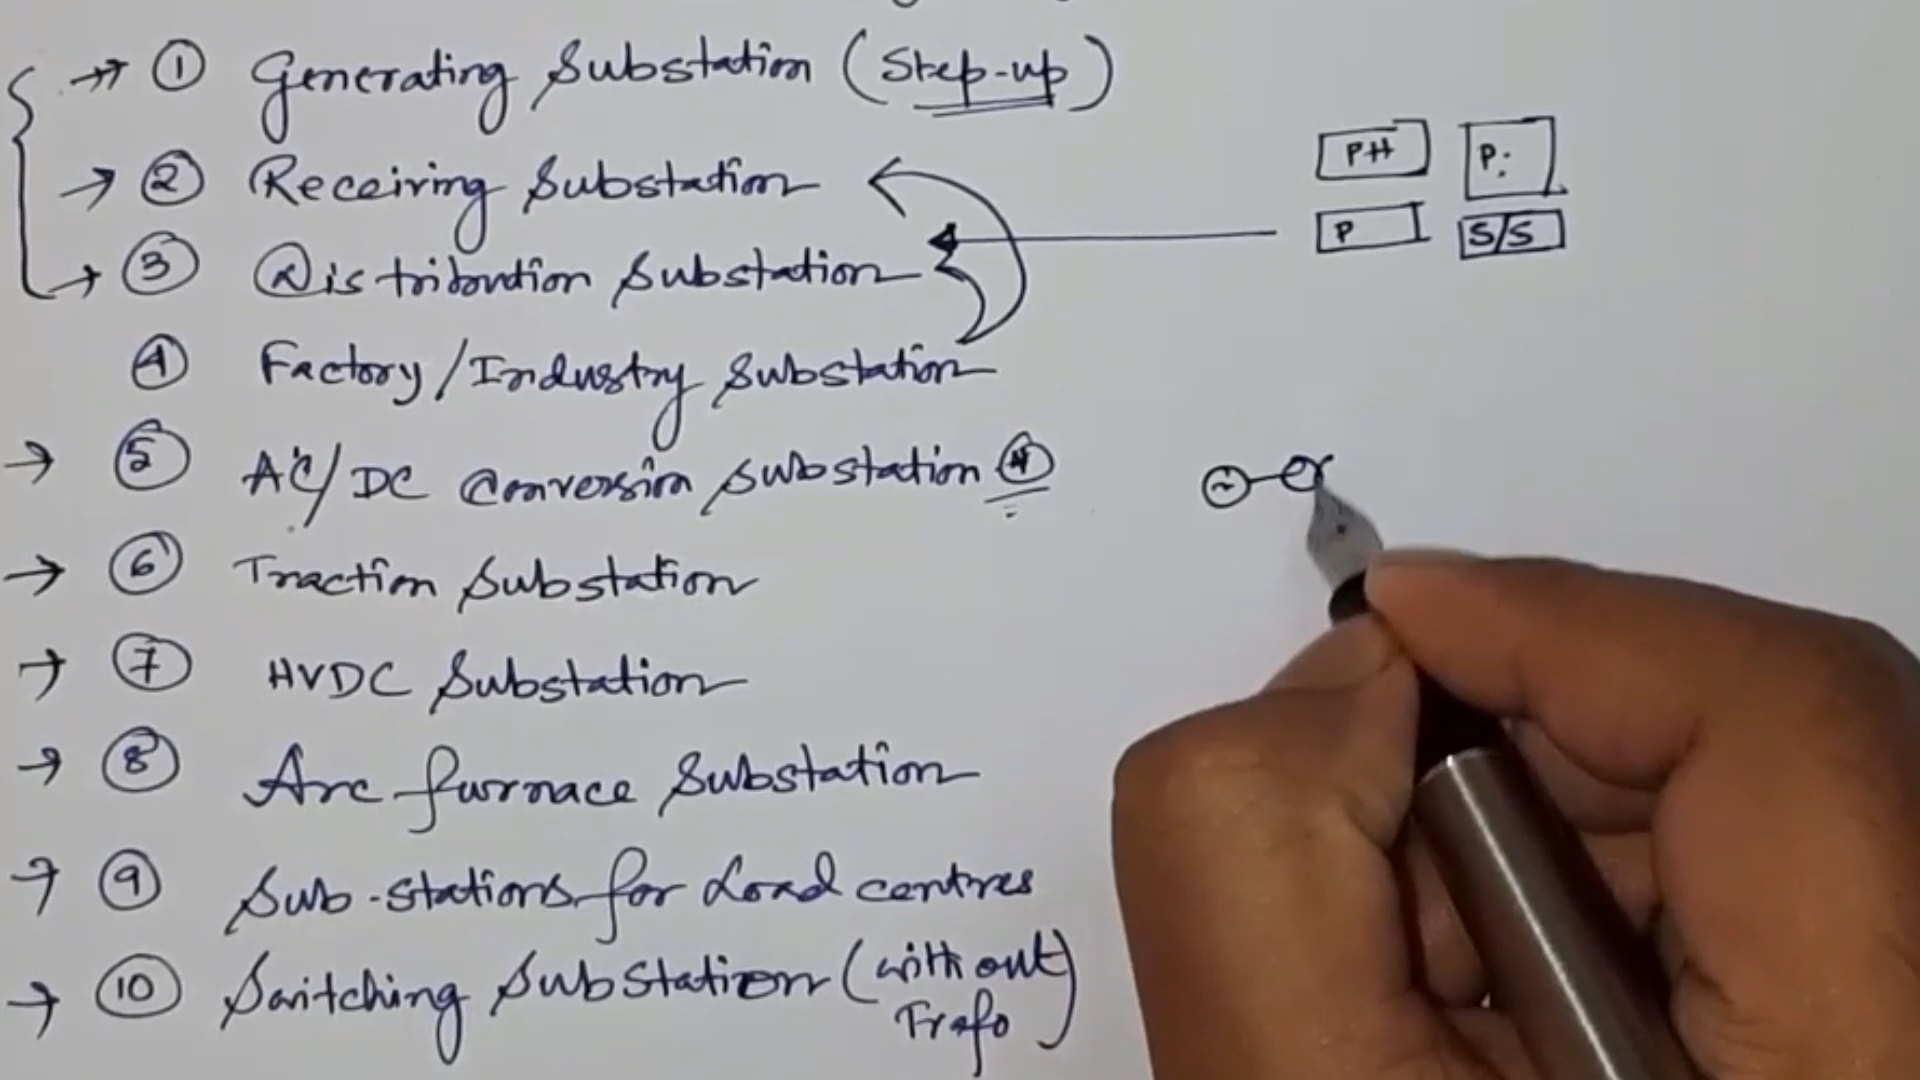 → ① Generating Substation (Step-up)
→ ② Receiving Substation
→ ③ Distribution Substation
④ Factory/Industry Substation
→ ⑤ AC/DC Conversion Substation
→ ⑥ Traction Substation
→ ⑦ HVDC Substation
→ ⑧ Arc furnace Substation
→ ⑨ Sub-stations for Load centres
→ ⑩ Switching Substation (without
Trafo)
PH P:
P S/S
~